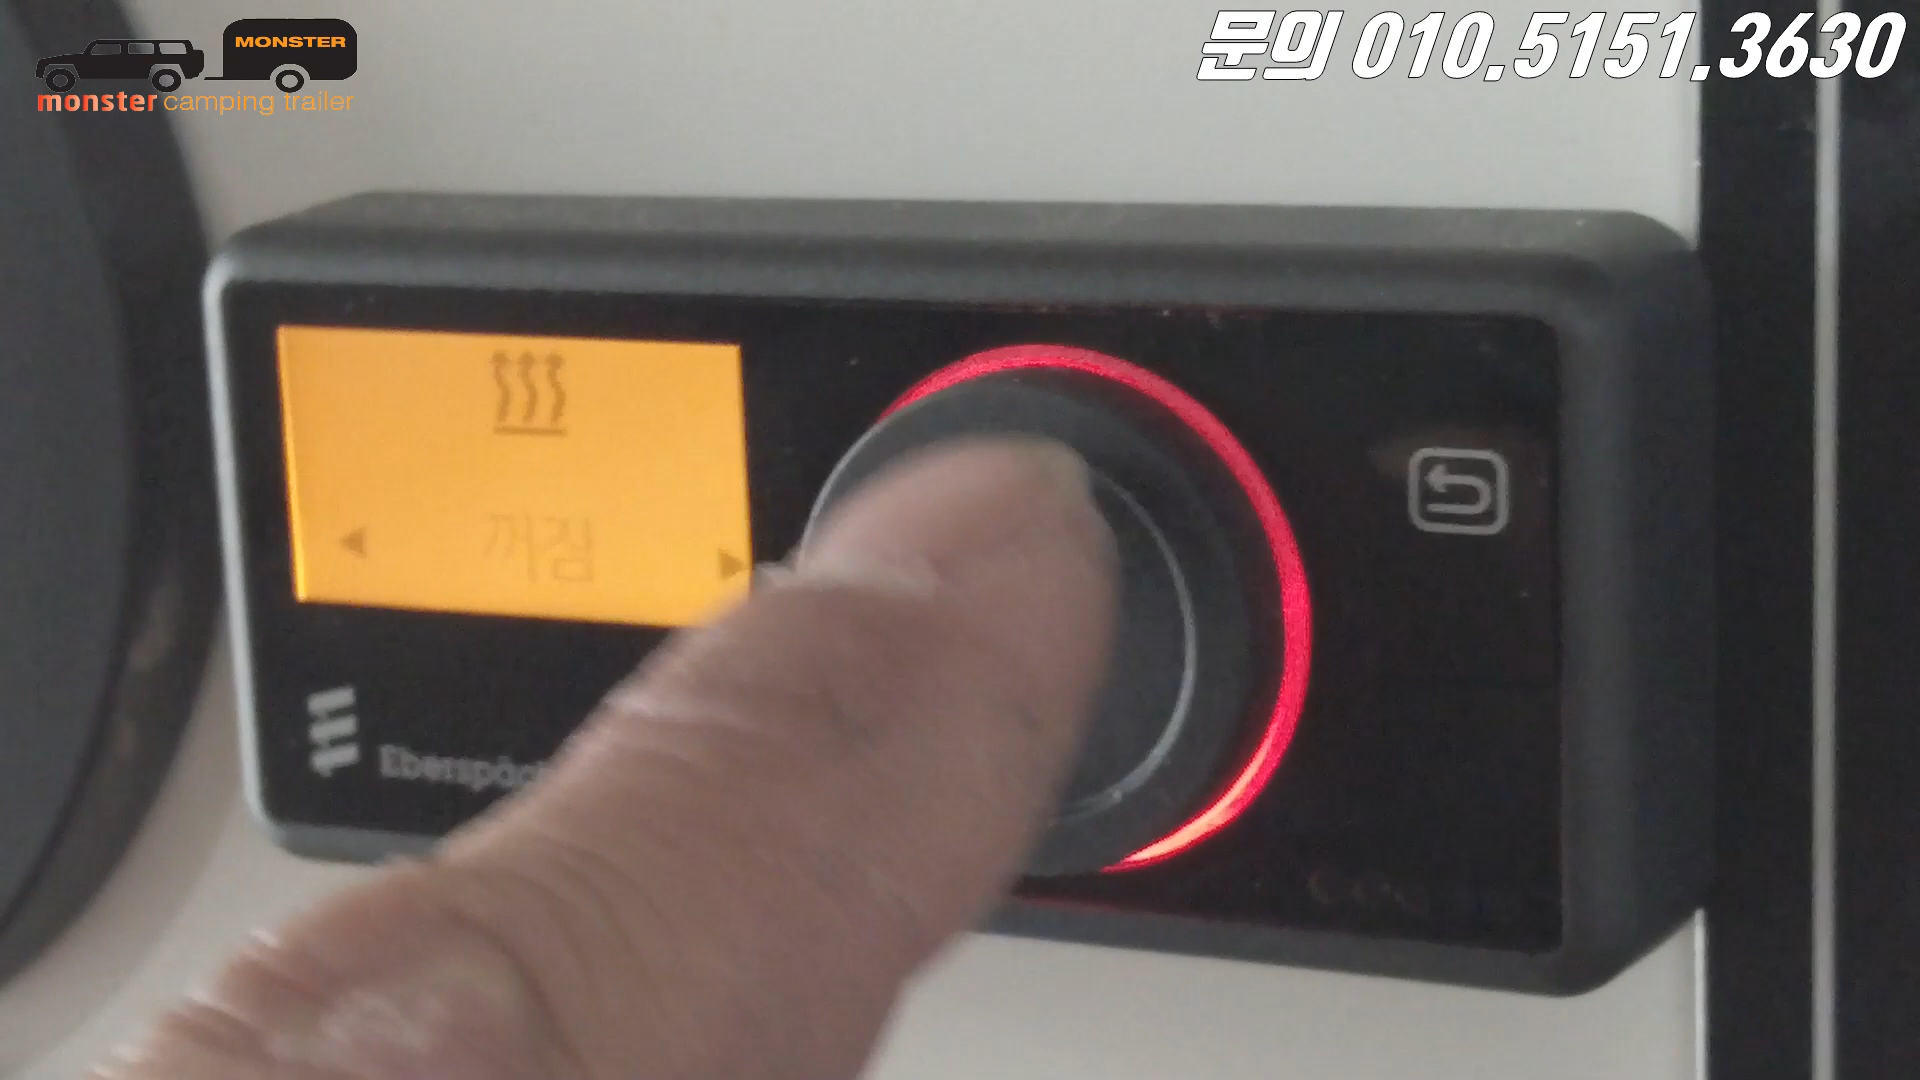 MONSTER
monster camping trailer
문의 010.5151.3630
꺼짐